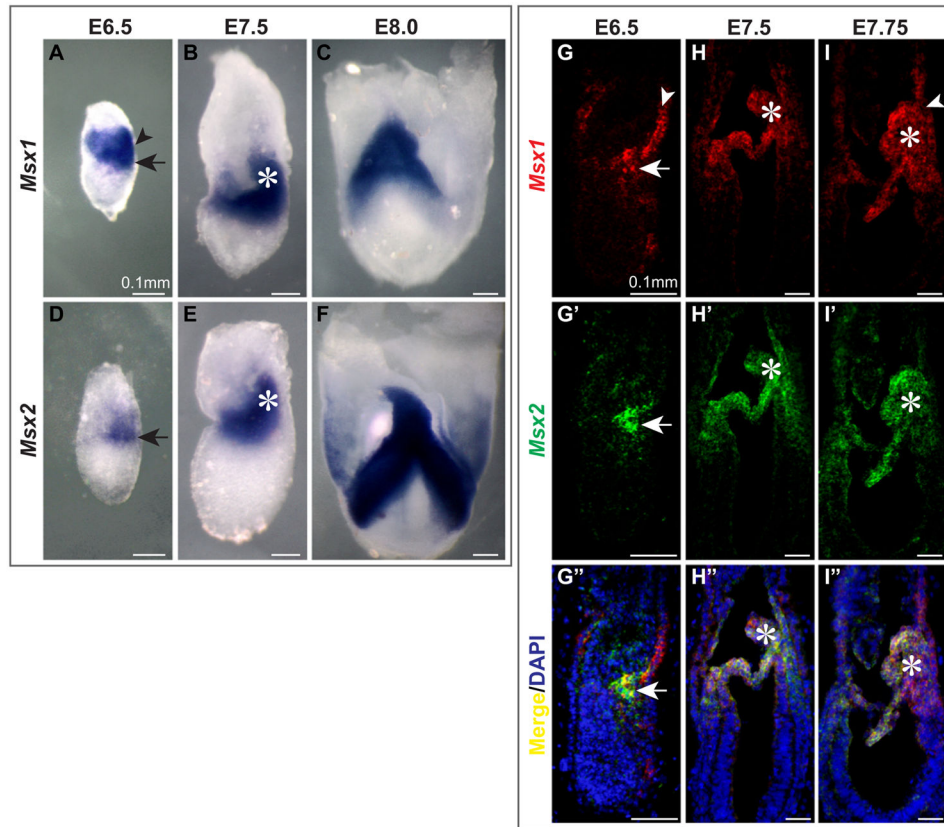 E6.5 E7.5 E8.0
A B C
Msx1
0.1mm
D E F
Msx2
E6.5 E7.5 E7.75
G H I
Msx1
0.1mm
G’ H’ I’
Msx2
G” H” I”
Merge/DAPI